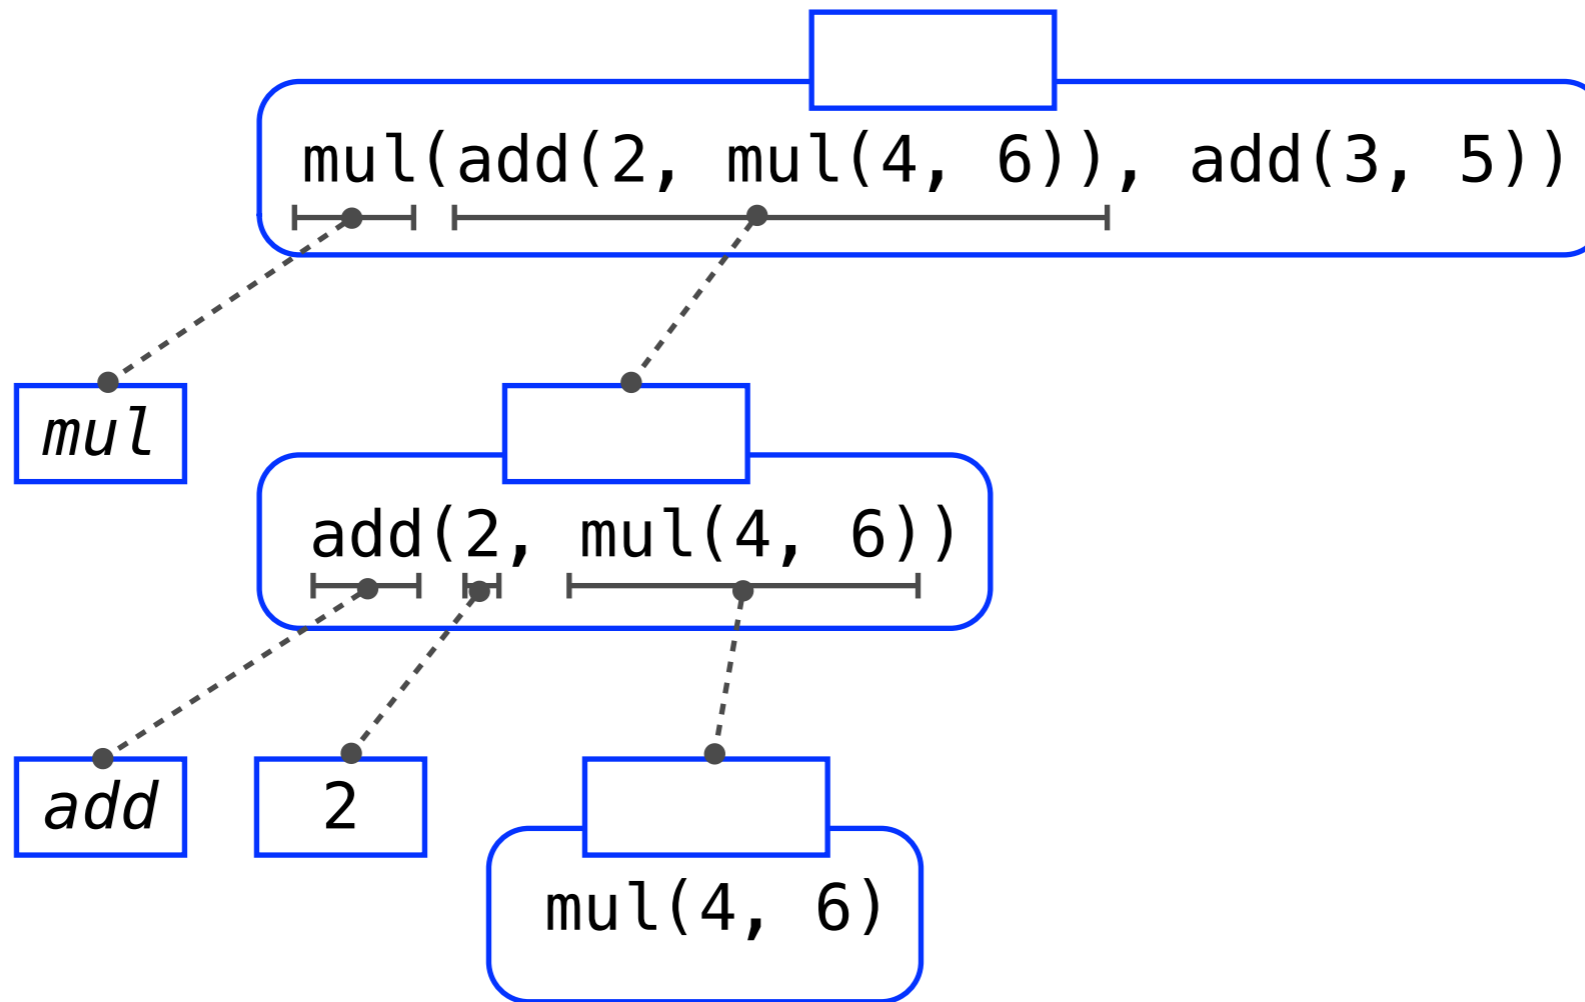 mul(add(2, mul(4, 6)), add(3, 5))
mul
add(2, mul(4, 6))
add
2
mul(4, 6)